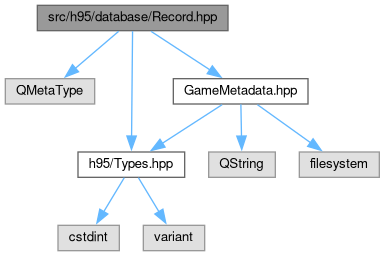 src/h95/database/Record.hpp
QMetaType
GameMetadata.hpp
h95/Types.hpp
QString
filesystem
cstdint
variant